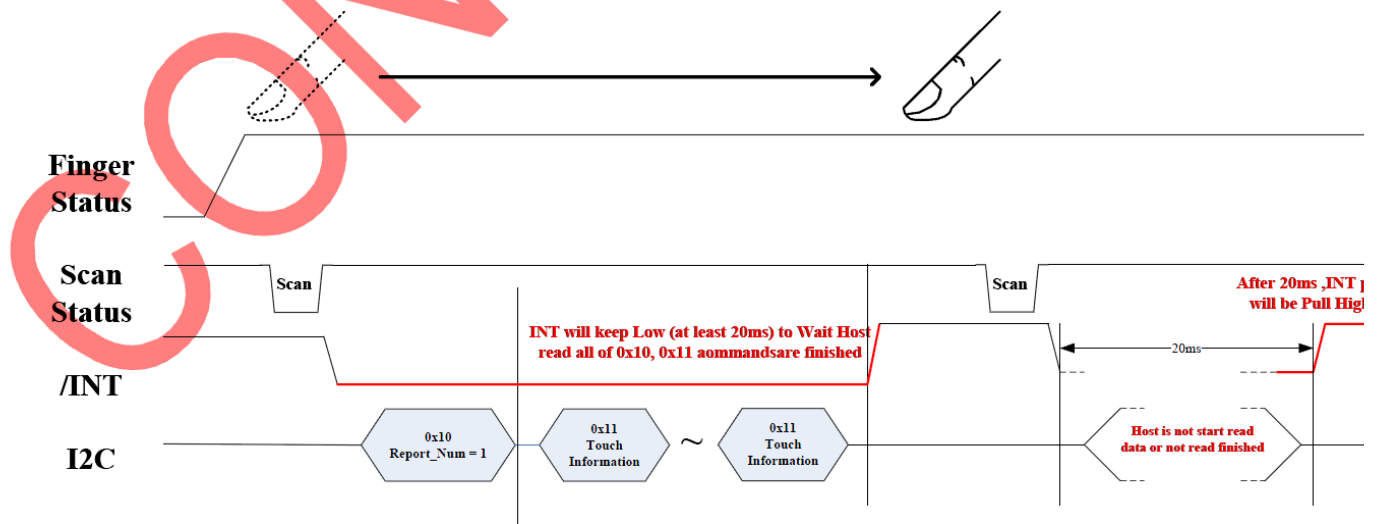 CON
Finger
Status
Scan
Status
Scan
Scan
After 20ms ,INT p
will be Pull Hig
INT will keep Low (at least 20ms) to Wait Host
read all of 0x10, 0x11 aommandsare finished
20ms
/INT
I2C
0x10
Report_Num = 1
0x11
Touch
Information
~
0x11
Touch
Information
Host is not start read
data or not read finished